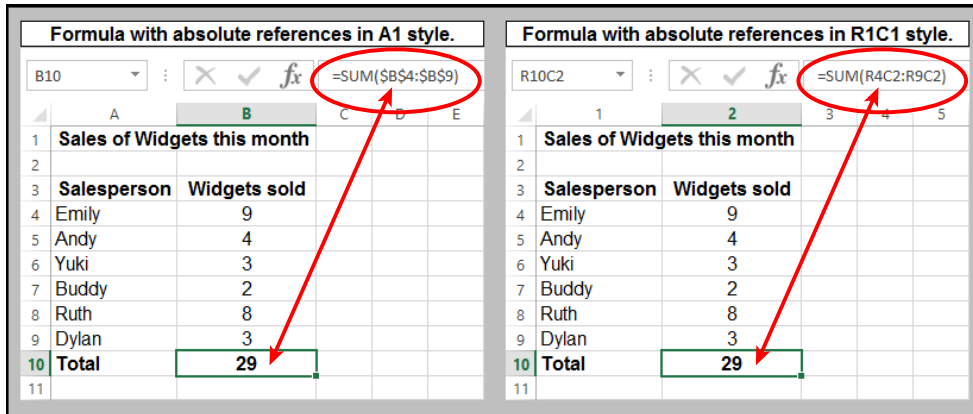 Formula with absolute references in A1 style.
B10 fx =SUM($B$4:$B$9)
A B C D E
1 Sales of Widgets this month
2
3 Salesperson Widgets sold
4 Emily 9
5 Andy 4
6 Yuki 3
7 Buddy 2
8 Ruth 8
9 Dylan 3
10 Total 29
11
Formula with absolute references in R1C1 style.
R10C2 fx =SUM(R4C2:R9C2)
1 2 3 4 5
1 Sales of Widgets this month
2
3 Salesperson Widgets sold
4 Emily 9
5 Andy 4
6 Yuki 3
7 Buddy 2
8 Ruth 8
9 Dylan 3
10 Total 29
11